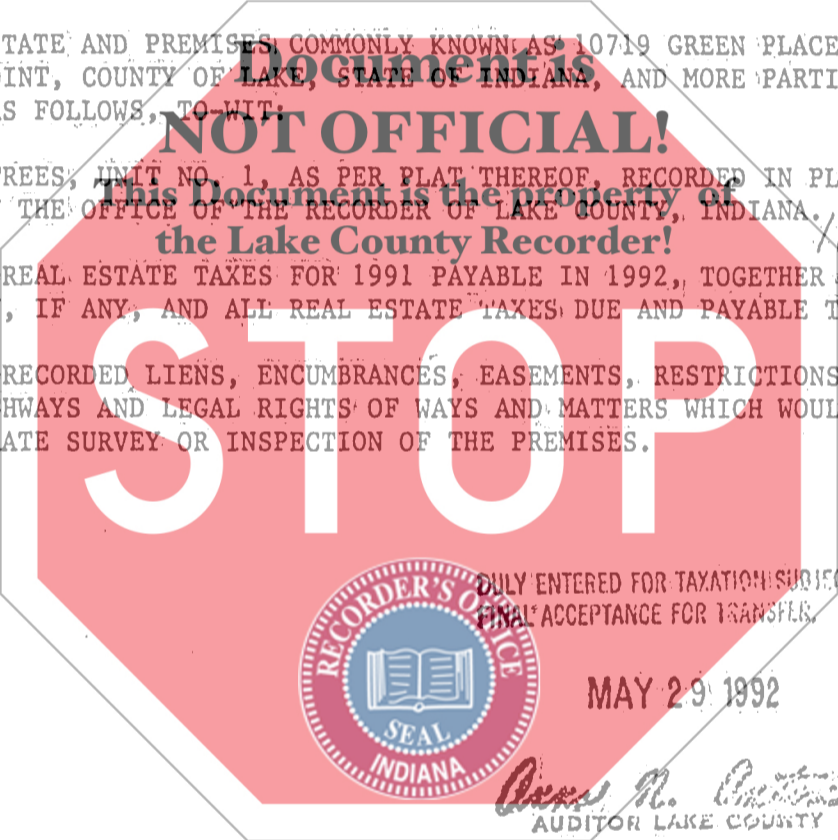 TATE AND PREMISES COMMONLY KNOWN AS 10719 GREEN PLACE
Document is
OINT, COUNTY OF LAKE, STATE OF INDIANA, AND MORE PARTI
S FOLLOWS, TO-WIT:
NOT OFFICIAL!
REES, UNIT NO. 1, AS PER PLAT THEREOF, RECORDED IN PL
This Document is the property of
THE OFFICE OF THE RECORDER OF LAKE COUNTY, INDIANA.
the Lake County Recorder!
REAL ESTATE TAXES FOR 1991 PAYABLE IN 1992, TOGETHER
, IF ANY, AND ALL REAL ESTATE TAXES DUE AND PAYABLE T
STOP
RECORDED LIENS, ENCUMBRANCES, EASEMENTS, RESTRICTIONS
HWAYS AND LEGAL RIGHTS OF WAYS AND MATTERS WHICH WOUL
ATE SURVEY OR INSPECTION OF THE PREMISES.
DULY ENTERED FOR TAXATION SUBJEC
FINAL ACCEPTANCE FOR TRANSFER.
RECORDER'S OFFICE
SEAL
INDIANA
MAY 29 1992
AUDITOR LAKE COUNTY